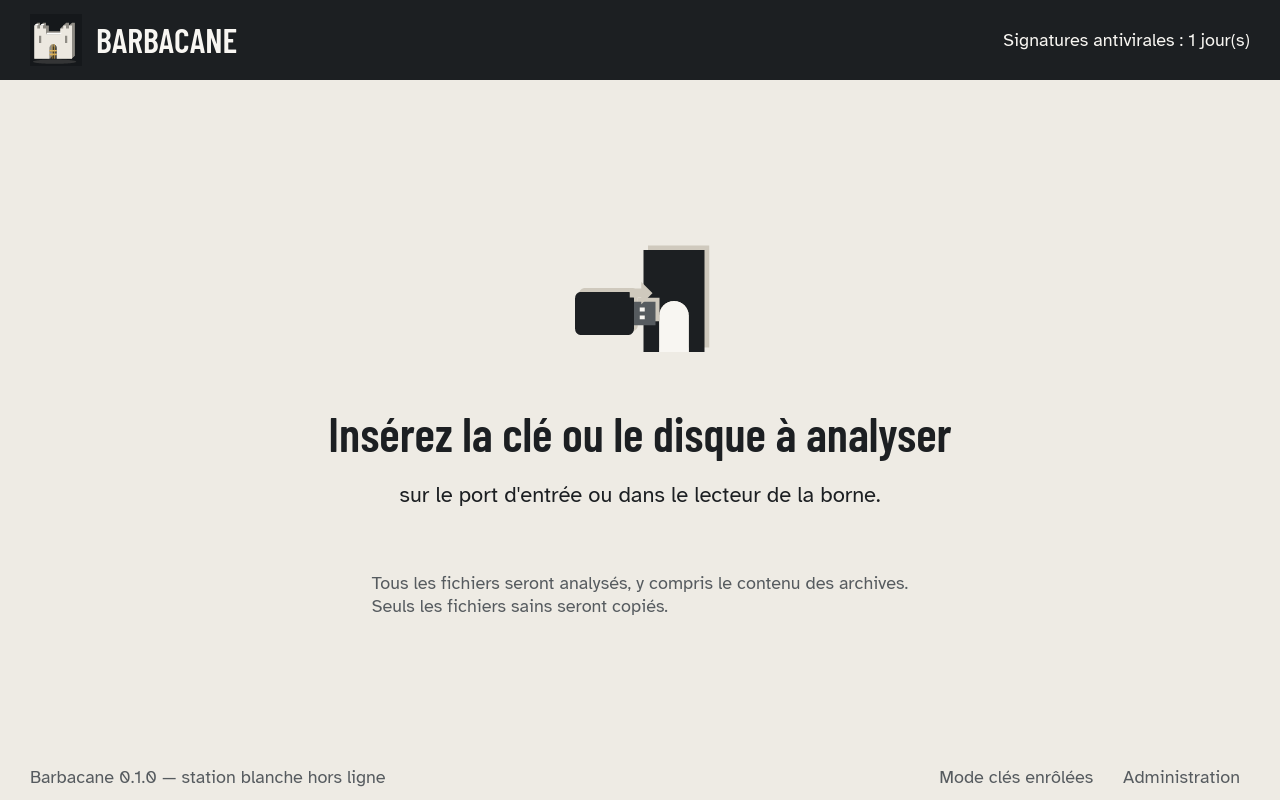 BARBACANE
Signatures antivirales : 1 jour(s)
Insérez la clé ou le disque à analyser
sur le port d'entrée ou dans le lecteur de la borne.
Tous les fichiers seront analysés, y compris le contenu des archives.
Seuls les fichiers sains seront copiés.
Barbacane 0.1.0 — station blanche hors ligne
Mode clés enrôlées
Administration